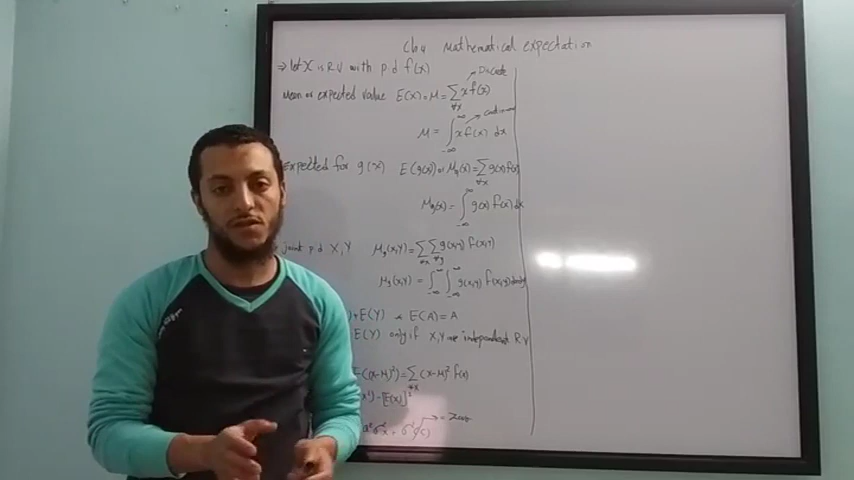 ch4 Mathematical expectation
⇒ let X is R.V with p.d f(x)
Discrete
Mean or expected value E(X) = M = ∑∀x x f(x)
M = ∫-∞^∞ x f(x) dx
Expected for g(x) E(g(x)) or Mg(x) = ∑∀x g(x) f(x)
Mg(x) = ∫-∞^∞ g(x) f(x) dx
joint p.d X,Y Mg(x,y) = ∑∀x ∑∀y g(x,y) f(x,y)
Mg(x,y) = ∫-∞^∞ ∫-∞^∞ g(x,y) f(x,y) dxdy
E(Y) & E(A) = A
E(Y) only if X,Y are independent R V
((x-M)²) = ∑∀x (x-M)² f(x)
- [E(X)]²
= Zero